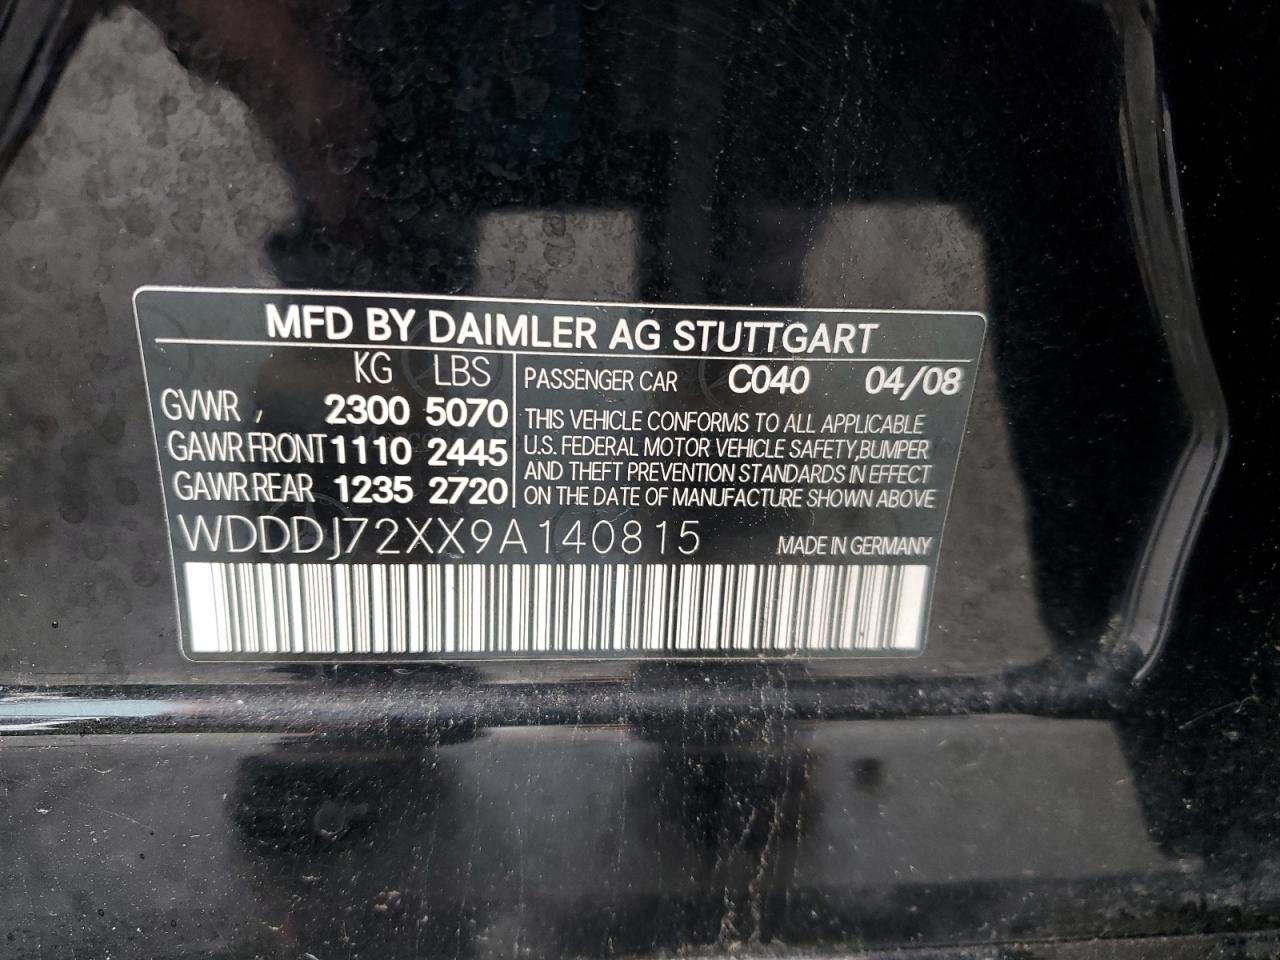 MFD BY DAIMLER AG STUTTGART
KG LBS
GVWR 2300 5070
GAWR FRONT 1110 2445
GAWR REAR 1235 2720
PASSENGER CAR C040 04/08
THIS VEHICLE CONFORMS TO ALL APPLICABLE
U.S. FEDERAL MOTOR VEHICLE SAFETY,BUMPER
AND THEFT PREVENTION STANDARDS IN EFFECT
ON THE DATE OF MANUFACTURE SHOWN ABOVE
WDDDJ72XX9A140815 MADE IN GERMANY